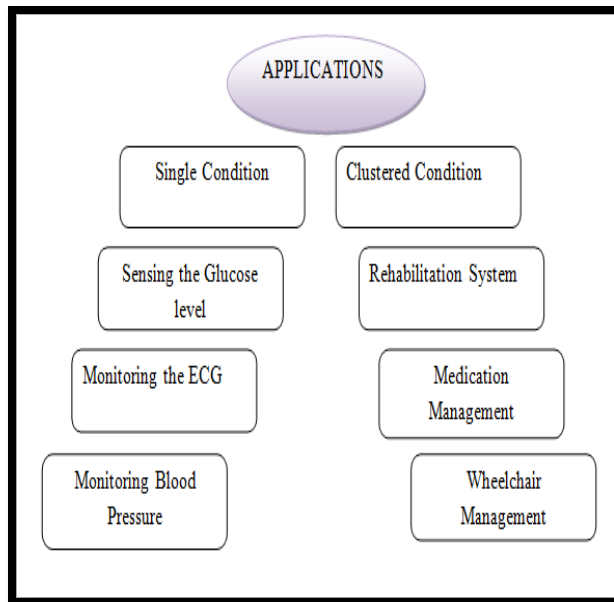 APPLICATIONS
Single Condition
Clustered Condition
Sensing the Glucose
level
Rehabilitation System
Monitoring the ECG
Medication
Management
Monitoring Blood
Pressure
Wheelchair
Management